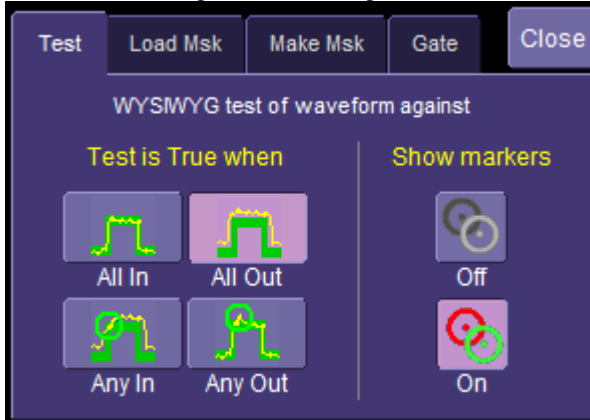 Test Load Msk Make Msk Gate Close
WYSIWYG test of waveform against
Test is True when
Show markers
All In All Out
Off
Any In Any Out
On